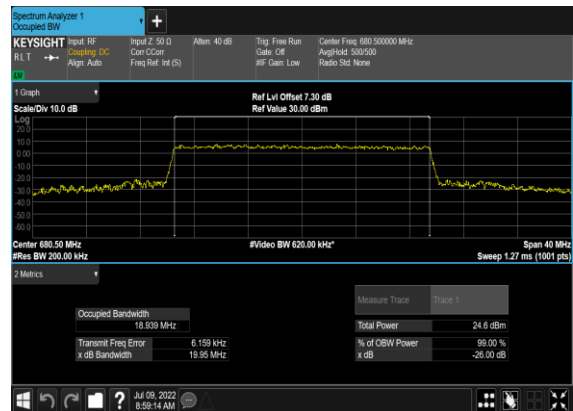 Spectrum Analyzer 1
Occupied BW
KEYSIGHT
RLT
Input: RF
Coupling: DC
Align: Auto
Input Z: 50 Ω
Corr CCorr
Freq Ref: Int (S)
Atten: 40 dB
Trig: Free Run
Gate: Off
#IF Gain: Low
Center Freq: 680.500000 MHz
Avg|Hold: 500/500
Radio Std: None
1 Graph
Scale/Div 10.0 dB
Ref Lvl Offset 7.30 dB
Ref Value 30.00 dBm
Log
20.0
10.0
0.00
-10.0
-20.0
-30.0
-40.0
-50.0
-60.0
Center 680.50 MHz
#Video BW 620.00 kHz*
Span 40 MHz
#Res BW 200.00 kHz
Sweep 1.27 ms (1001 pts)
2 Metrics
Measure Trace
Trace 1
Occupied Bandwidth
18.939 MHz
Total Power
24.6 dBm
Transmit Freq Error
6.159 kHz
% of OBW Power
99.00 %
x dB Bandwidth
19.95 MHz
x dB
-26.00 dB
?
Jul 09, 2022
8:59:14 AM